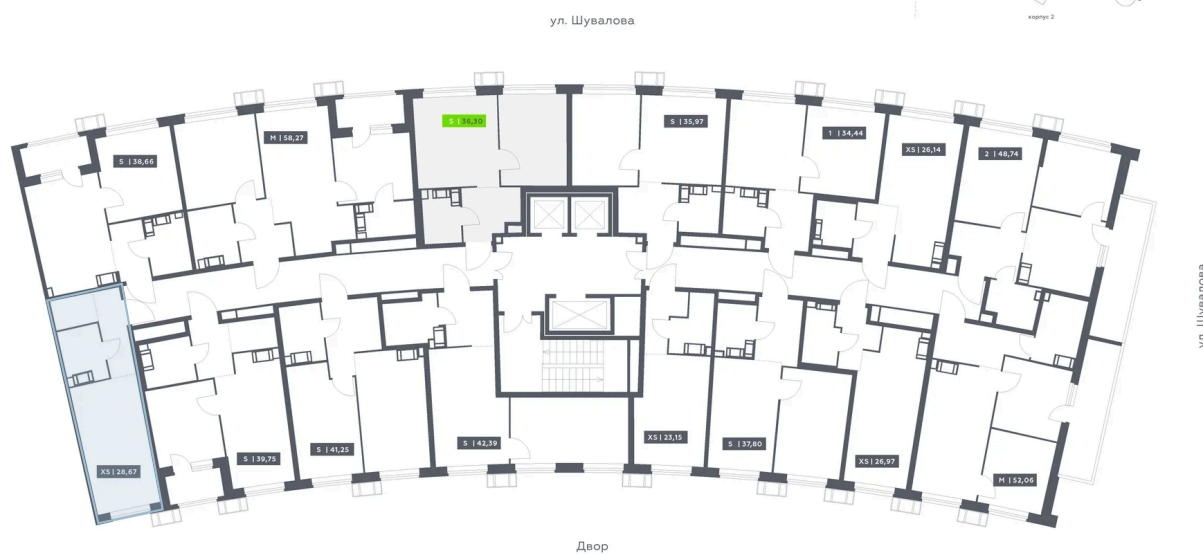 корпус 2
ул. Шувалова
S | 36,30
S | 35,97
1 | 34,44
M | 58,27
XS | 26,14
2 | 48,74
S | 38,66
ул. Шувалова
S | 42,39
XS | 23,15
S | 37,80
S | 41,25
S | 39,75
XS | 26,97
XS | 28,67
M | 52,06
Двор